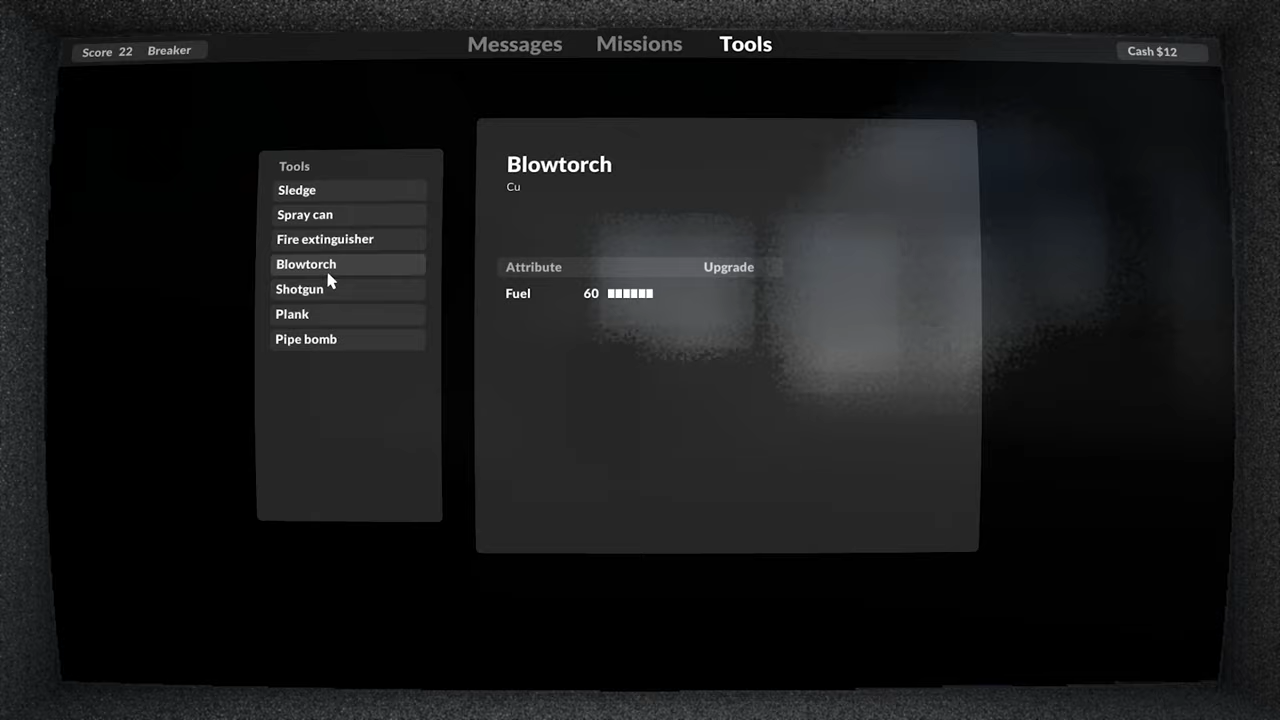 Score 22 Breaker
Messages Missions Tools
Cash $12
Tools
Sledge
Spray can
Fire extinguisher
Blowtorch
Shotgun
Plank
Pipe bomb
Blowtorch
Cu
Attribute Upgrade
Fuel 60